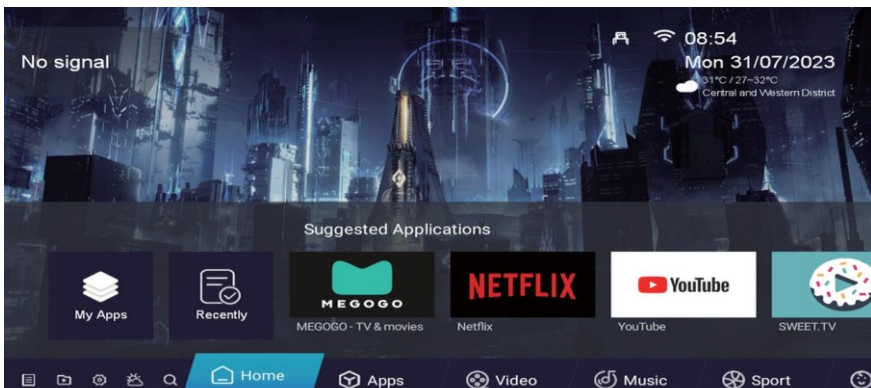 No signal
08:54
Mon 31/07/2023
31°C / 27~32°C
Central and Western District
Suggested Applications
My Apps
Recently
MEGOGO
NETFLIX
YouTube
MEGOGO - TV & movies
Netflix
YouTube
SWEET.TV
Home
Apps
Video
Music
Sport